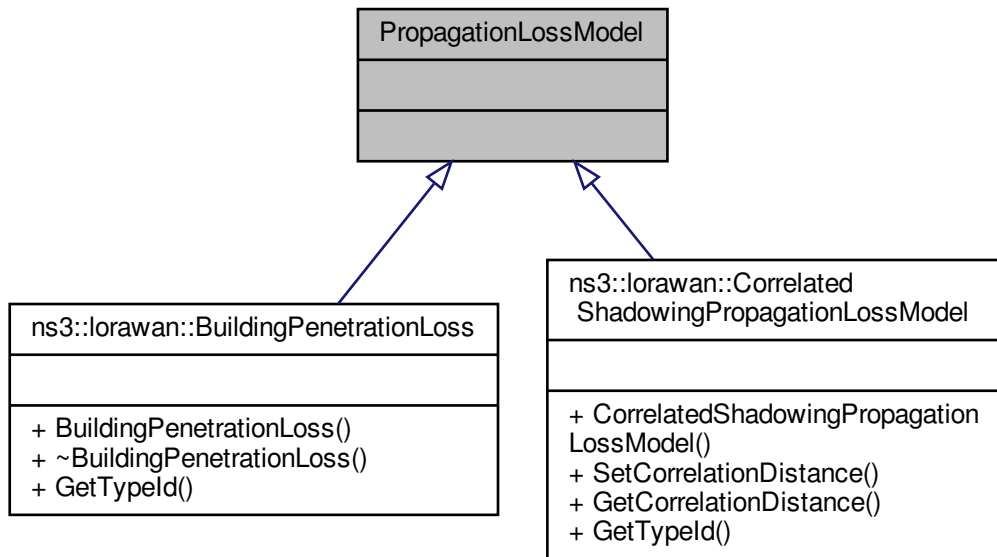 PropagationLossModel
ns3::lorawan::BuildingPenetrationLoss
+ BuildingPenetrationLoss()
+ ~BuildingPenetrationLoss()
+ GetTypeId()
ns3::lorawan::Correlated
ShadowingPropagationLossModel
+ CorrelatedShadowingPropagation
LossModel()
+ SetCorrelationDistance()
+ GetCorrelationDistance()
+ GetTypeId()